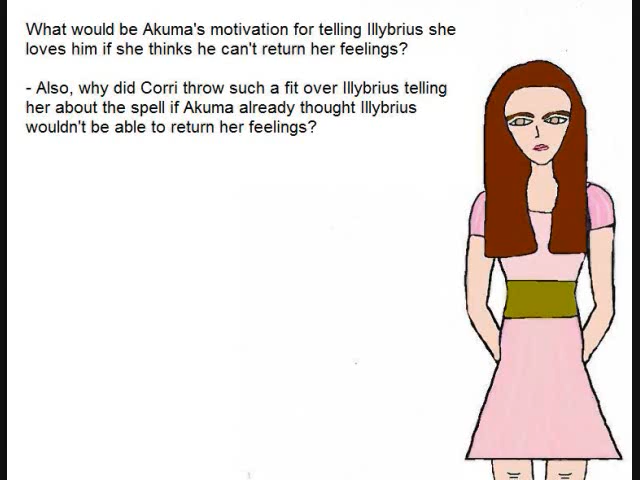 What would be Akuma's motivation for telling Illybrius she
loves him if she thinks he can't return her feelings?
- Also, why did Corri throw such a fit over Illybrius telling
her about the spell if Akuma already thought Illybrius
wouldn't be able to return her feelings?